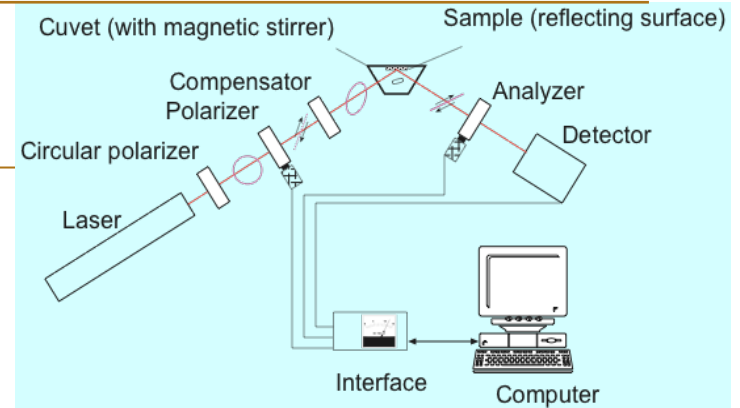 Cuvet (with magnetic stirrer)
Sample (reflecting surface)
Compensator
Polarizer
Analyzer
Circular polarizer
Detector
Laser
Interface
Computer